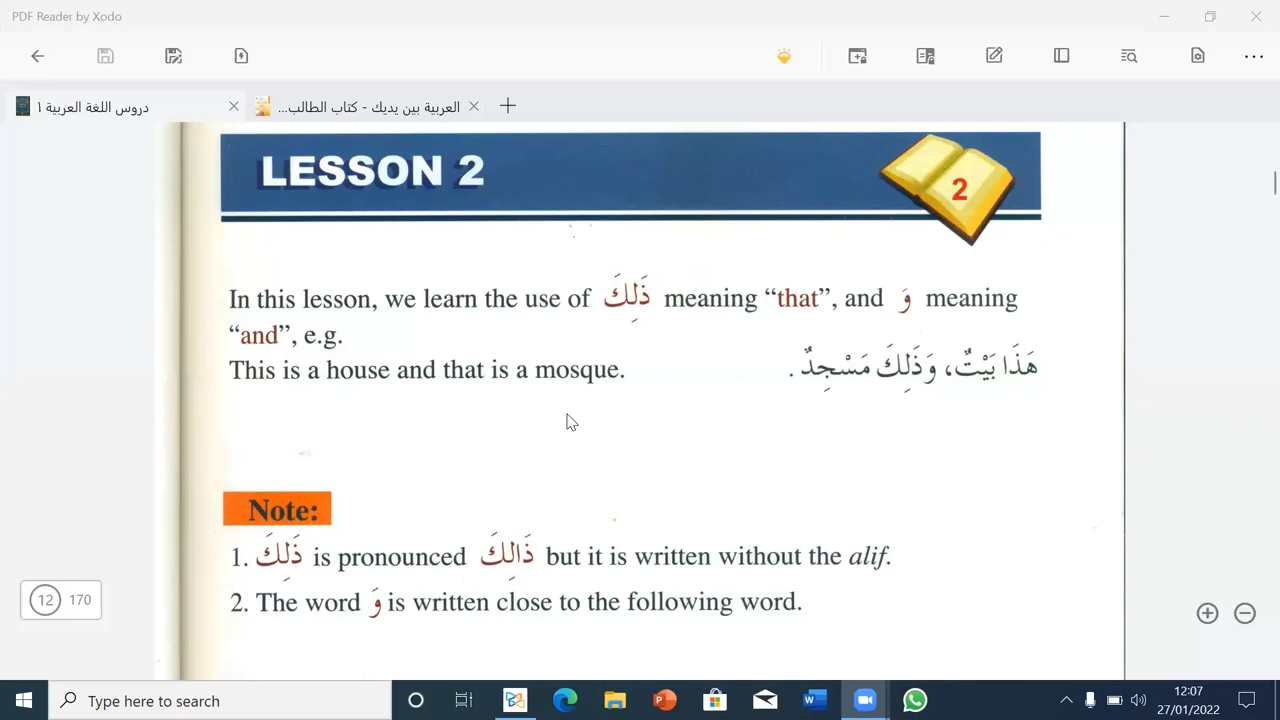 PDF Reader by Xodo
دروس اللغة العربية ١
العربية بين يديك - كتاب الطالب...
LESSON 2
2
In this lesson, we learn the use of ذَلِكَ meaning “that”, and وَ meaning
“and”, e.g.
This is a house and that is a mosque. هَذَا بَيْتٌ، وَذَلِكَ مَسْجِدٌ .
Note:
1. ذَلِكَ is pronounced ذَالِكَ but it is written without the alif.
2. The word وَ is written close to the following word.
12 170
Type here to search
12:07
27/01/2022